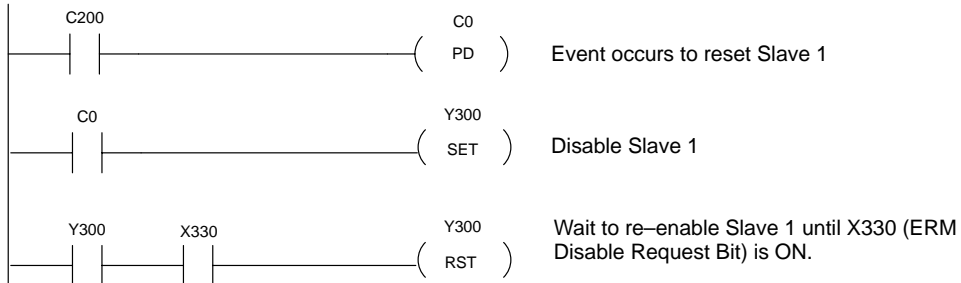 C200
C0
PD
Event occurs to reset Slave 1
C0
Y300
SET
Disable Slave 1
Y300
X330
Y300
RST
Wait to re–enable Slave 1 until X330 (ERM
Disable Request Bit) is ON.